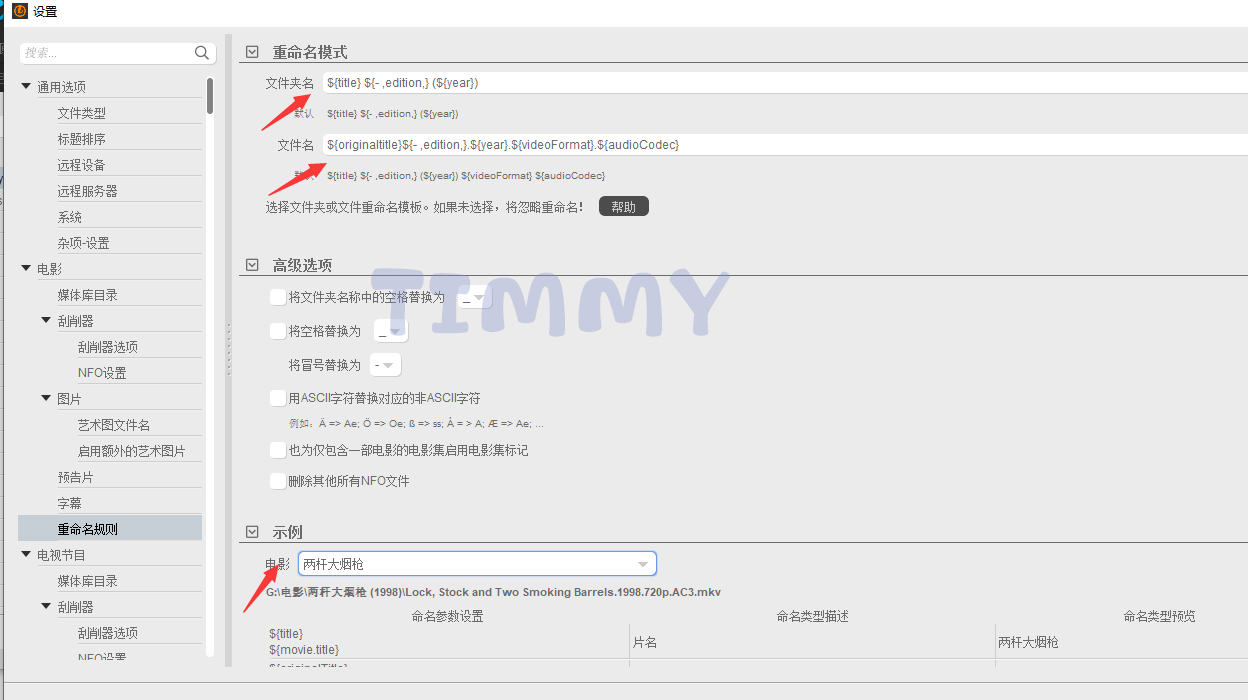 设置
搜索...
通用选项
文件类型
标题排序
远程设备
远程服务器
系统
杂项-设置
电影
媒体库目录
刮削器
刮削器选项
NFO设置
图片
艺术图文件名
启用额外的艺术图片
预告片
字幕
重命名规则
电视节目
媒体库目录
刮削器
刮削器选项
NFO设置
重命名模式
文件夹名 ${title} ${- ,edition,} (${year})
默认 ${title} ${- ,edition,} (${year})
文件名 ${originaltitle}${- ,edition,}.${year}.${videoFormat}.${audioCodec}
默认 ${title} ${- ,edition,} (${year}) ${videoFormat} ${audioCodec}
选择文件夹或文件重命名模板。如果未选择，将忽略重命名! 帮助
高级选项
TIMMY
将文件夹名称中的空格替换为 _
将空格替换为 _
将冒号替换为 -
用ASCII字符替换对应的非ASCII字符
例如：Ä => Ae; Ö => Oe; ß => ss; Å = > A; Æ => Ae; ...
也为仅包含一部电影的电影集启用电影集标记
删除其他所有NFO文件
示例
电影 两杆大烟枪
G:\电影\两杆大烟枪 (1998)\Lock, Stock and Two Smoking Barrels.1998.720p.AC3.mkv
命名参数设置 命名类型描述 命名类型预览
${title}
${movie.title} 片名 两杆大烟枪
${originalTitle}